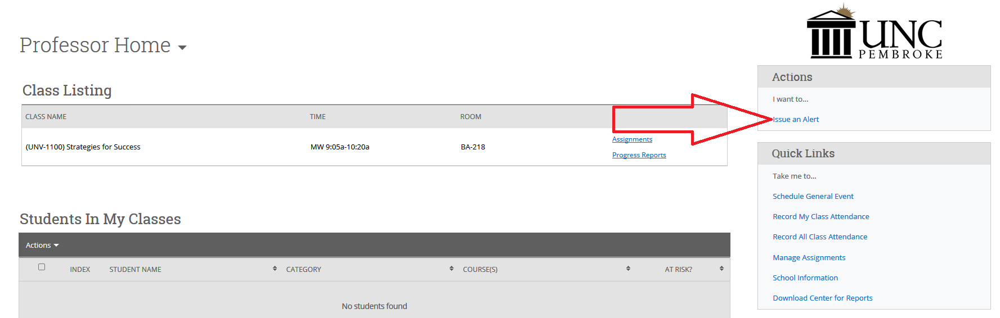 UNC
PEMBROKE
Professor Home
Class Listing
CLASS NAME TIME ROOM
(UNV-1100) Strategies for Success MW 9:05a-10:20a BA-218
Assignments
Progress Reports
Students In My Classes
Actions
INDEX STUDENT NAME CATEGORY COURSE(S) AT RISK?
No students found
Actions
I want to...
Issue an Alert
Quick Links
Take me to...
Schedule General Event
Record My Class Attendance
Record All Class Attendance
Manage Assignments
School Information
Download Center for Reports